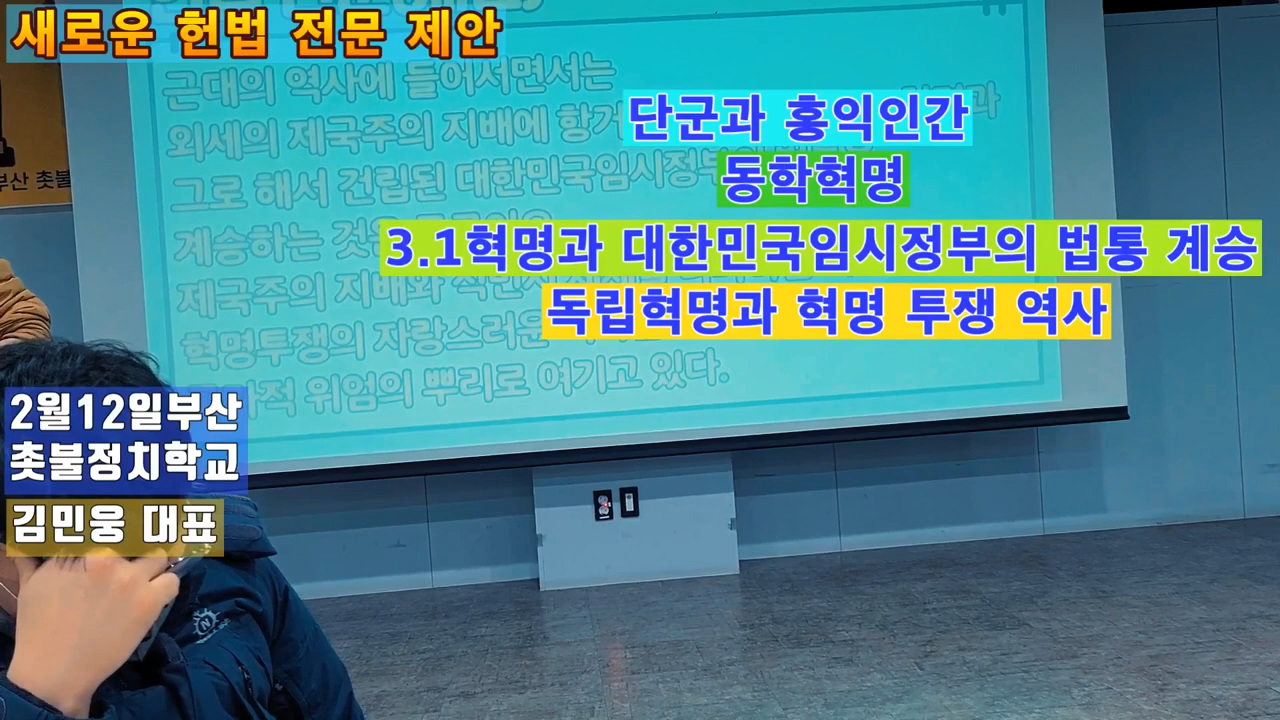 새로운 헌법 전문 제안
근대의 역사에 들어서면서는
외세의 제국주의 지배에 항거
그로 해서 건립된 대한민국임시정부의
계승하는 것을
제국주의 지배와
혁명투쟁의 자랑스러운
위엄의 뿌리로 여기고 있다.
단군과 홍익인간
동학혁명
3.1혁명과 대한민국임시정부의 법통 계승
독립혁명과 혁명 투쟁 역사
부산 촛불
2월12일부산
촛불정치학교
김민웅 대표
N